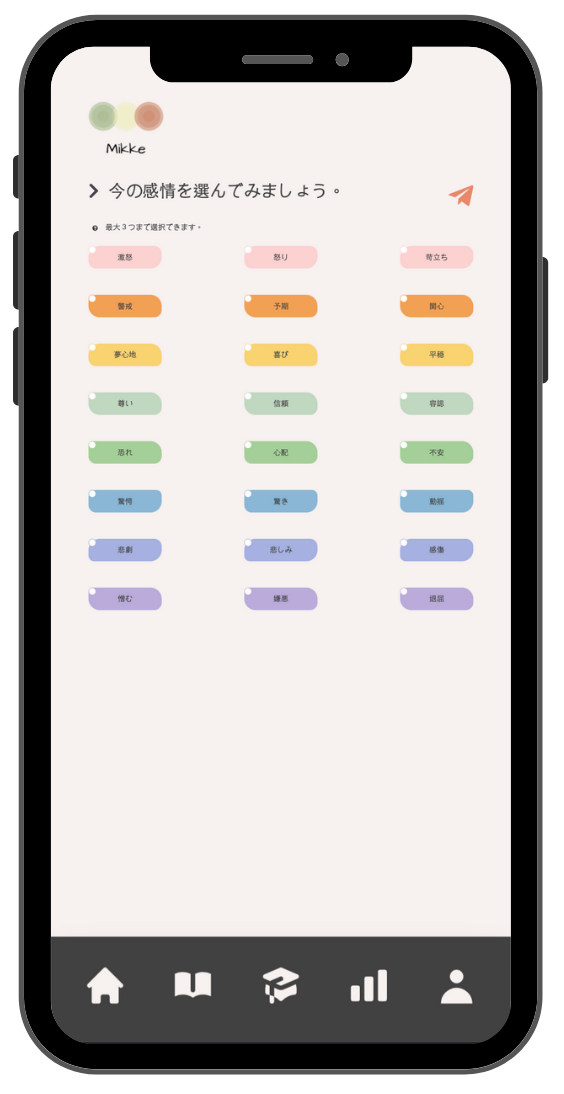 Mikke
今の感情を選んでみましょう。
最大3つまで選択できます。
激怒 怒り 苛立ち
警戒 予期 関心
夢心地 喜び 平穏
尊い 信頼 容認
恐れ 心配 不安
驚愕 驚き 動揺
悲劇 悲しみ 感傷
憎む 嫌悪 退屈